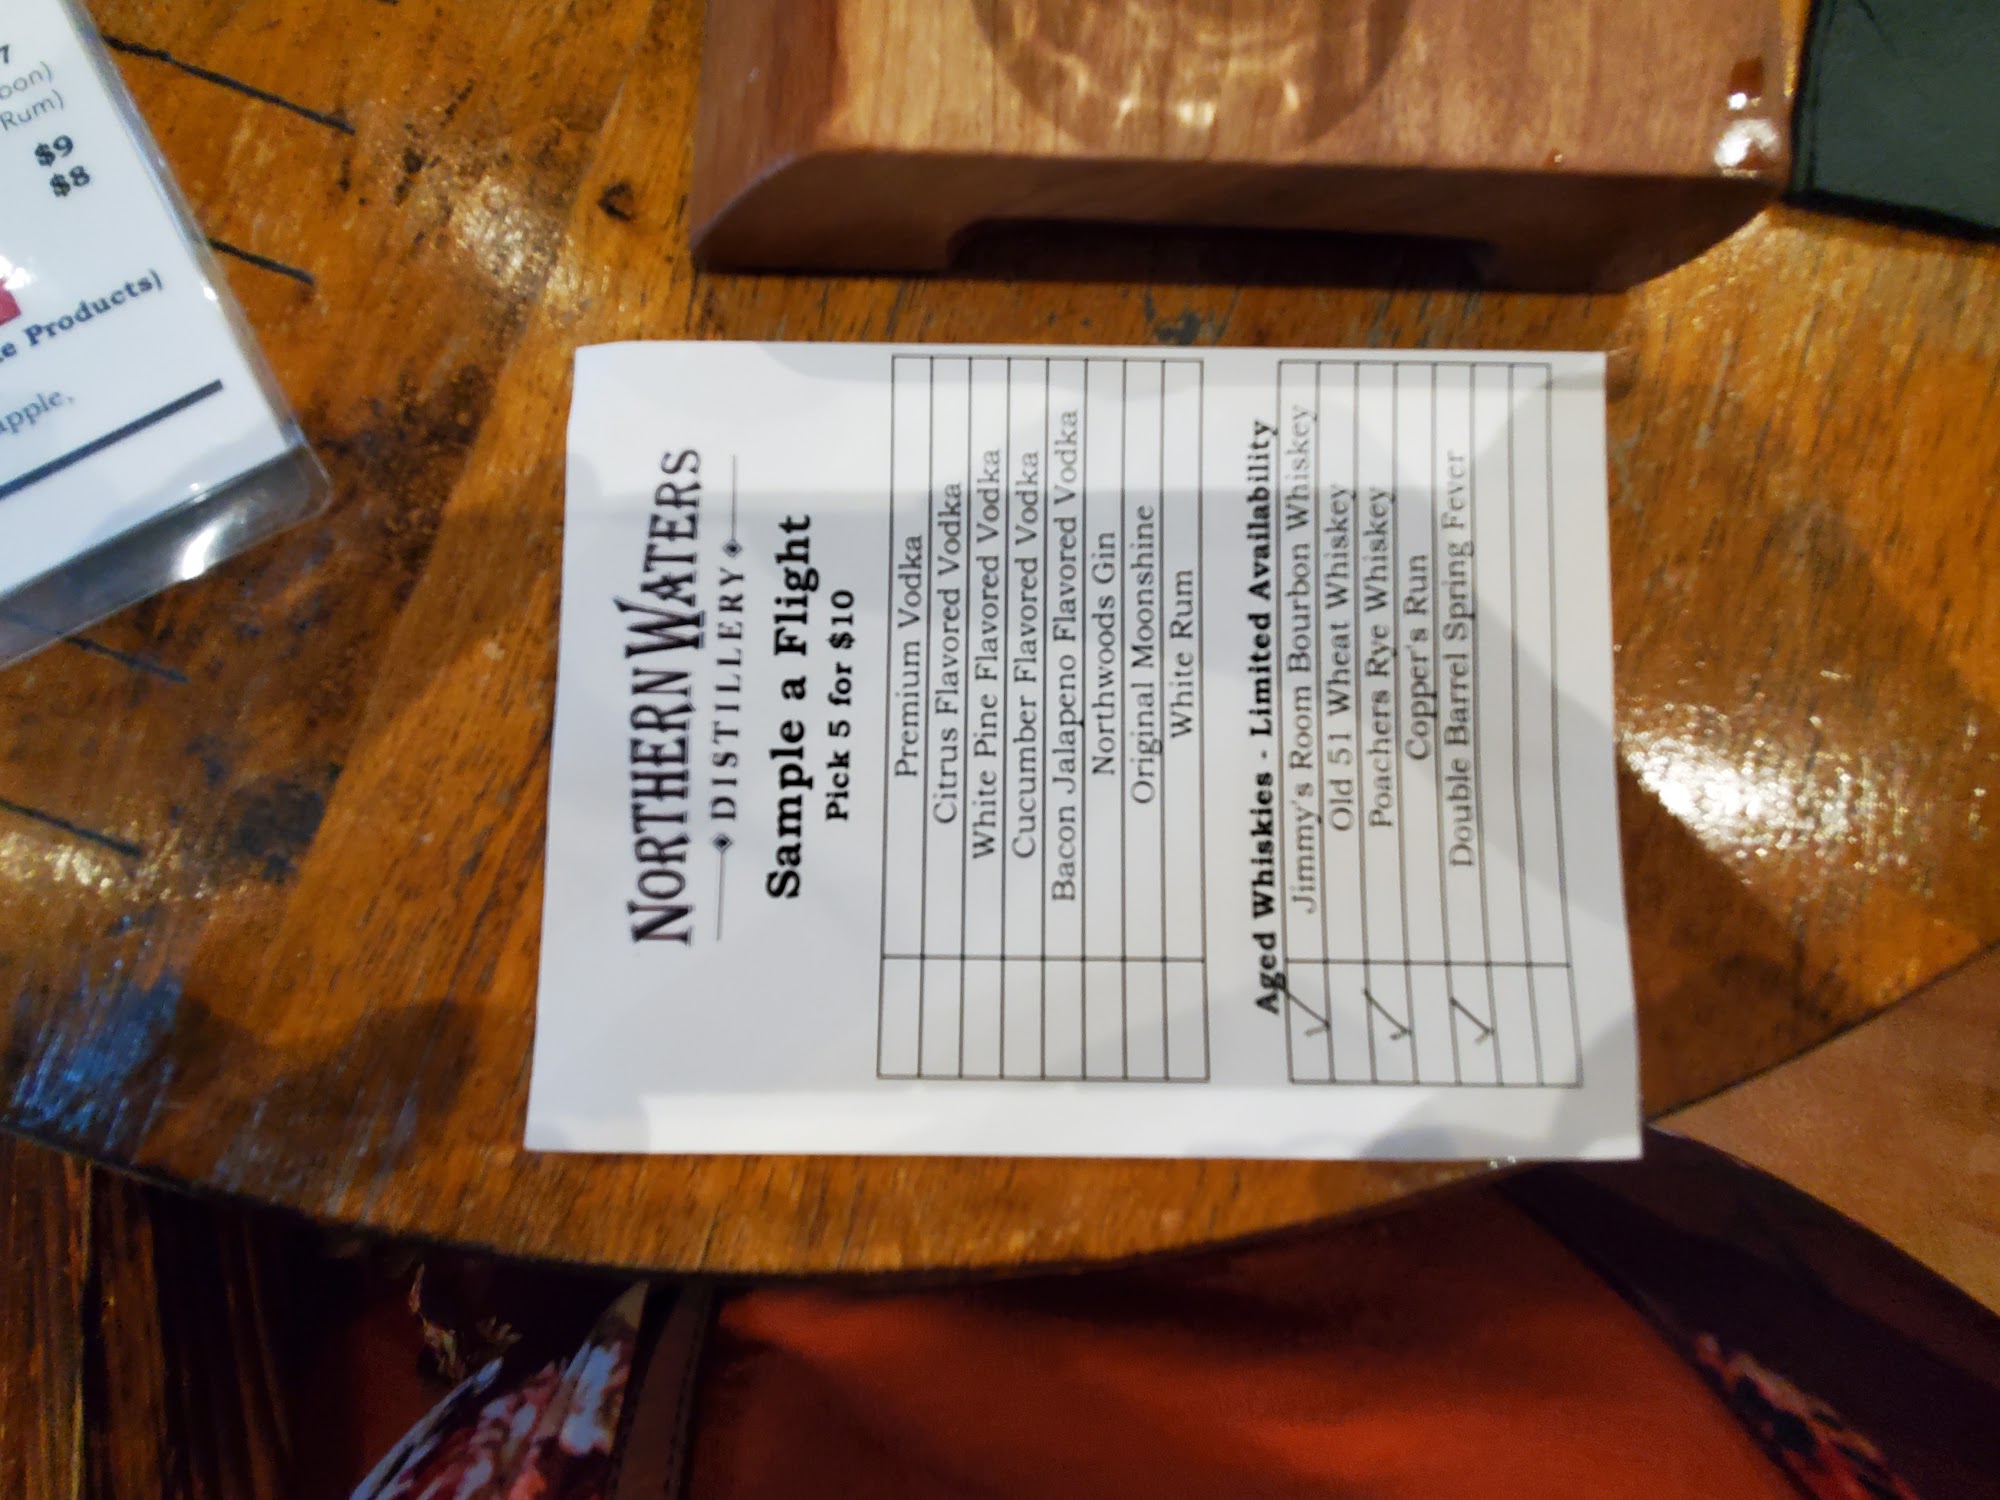 7
$9
$8
Products)
NORTHERN WATERS
DISTILLERY
Sample a Flight
Pick 5 for $10
Premium Vodka
Citrus Flavored Vodka
White Pine Flavored Vodka
Cucumber Flavored Vodka
Bacon Jalapeno Flavored Vodka
Northwoods Gin
Original Moonshine
White Rum
Aged Whiskies - Limited Availability
✓ Jimmy's Room Bourbon Whiskey
Old 51 Wheat Whiskey
✓ Poachers Rye Whiskey
Copper's Run
✓ Double Barrel Spring Fever